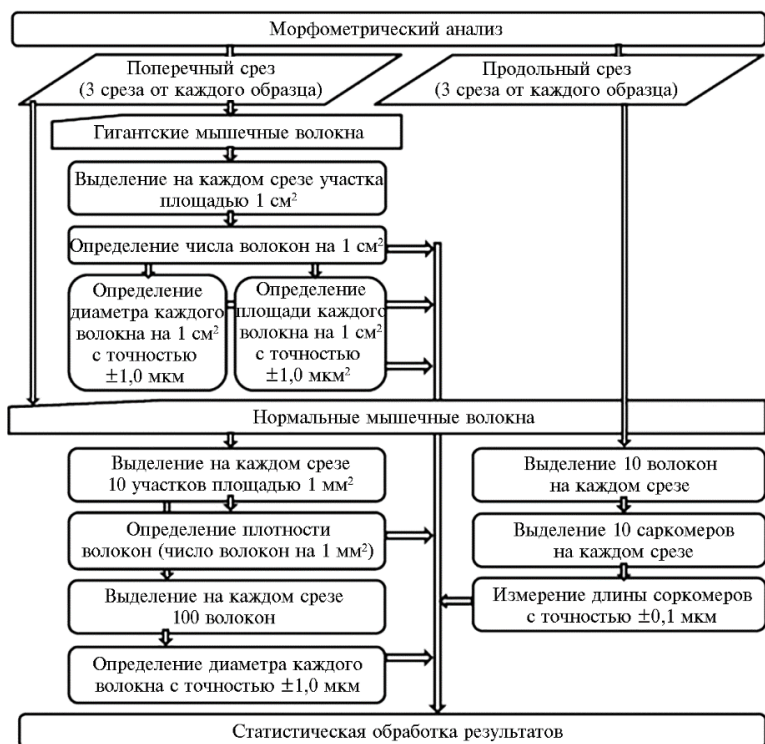 Морфометрический анализ
Поперечный срез
(3 среза от каждого образца)
Продольный срез
(3 среза от каждого образца)
Гигантские мышечные волокна
Выделение на каждом срезе участка
площадью 1 см²
Определение числа волокон на 1 см²
Определение
диаметра каждого
волокна на 1 см²
с точностью
±1,0 мкм
Определение
площади каждого
волокна на 1 см²
с точностью
±1,0 мкм²
Нормальные мышечные волокна
Выделение на каждом срезе
10 участков площадью 1 мм²
Определение плотности
волокон (число волокон на 1 мм²)
Выделение на каждом срезе
100 волокон
Определение диаметра каждого
волокна с точностью ±1,0 мкм
Выделение 10 волокон
на каждом срезе
Выделение 10 саркомеров
на каждом срезе
Измерение длины соркомеров
с точностью ±0,1 мкм
Статистическая обработка результатов